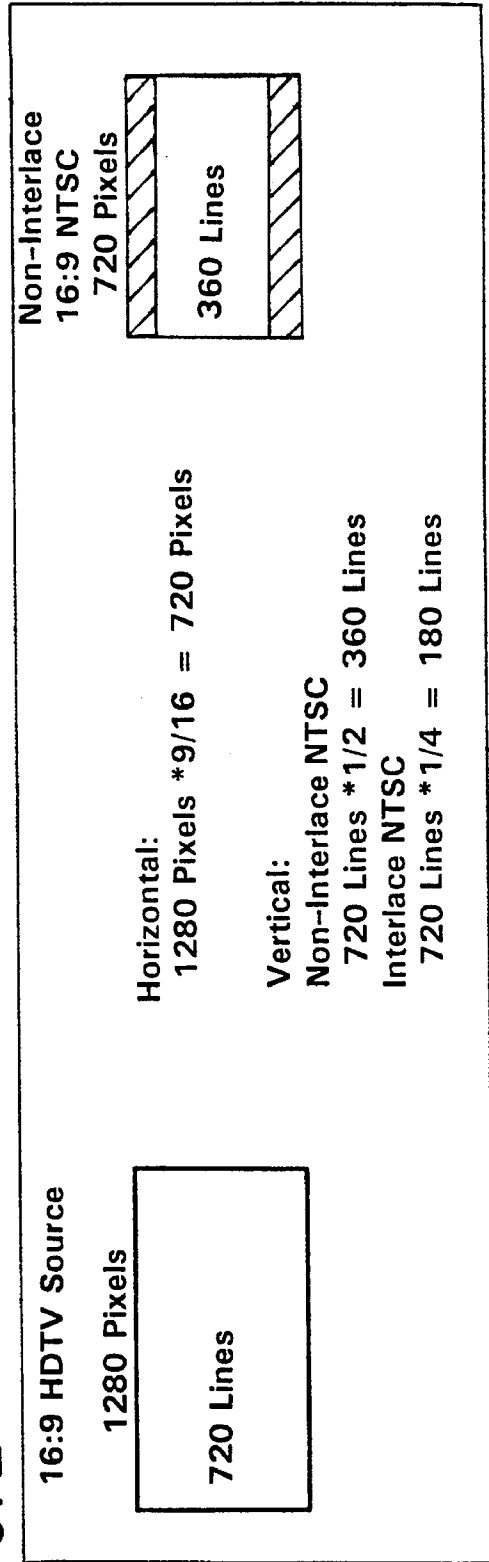 16:9 HDTV Source
1280 Pixels
720 Lines
Horizontal:
1280 Pixels *9/16 = 720 Pixels
Vertical:
Non-Interlace NTSC
720 Lines *1/2 = 360 Lines
Interlace NTSC
720 Lines *1/4 = 180 Lines
Non-Interlace
16:9 NTSC
720 Pixels
360 Lines